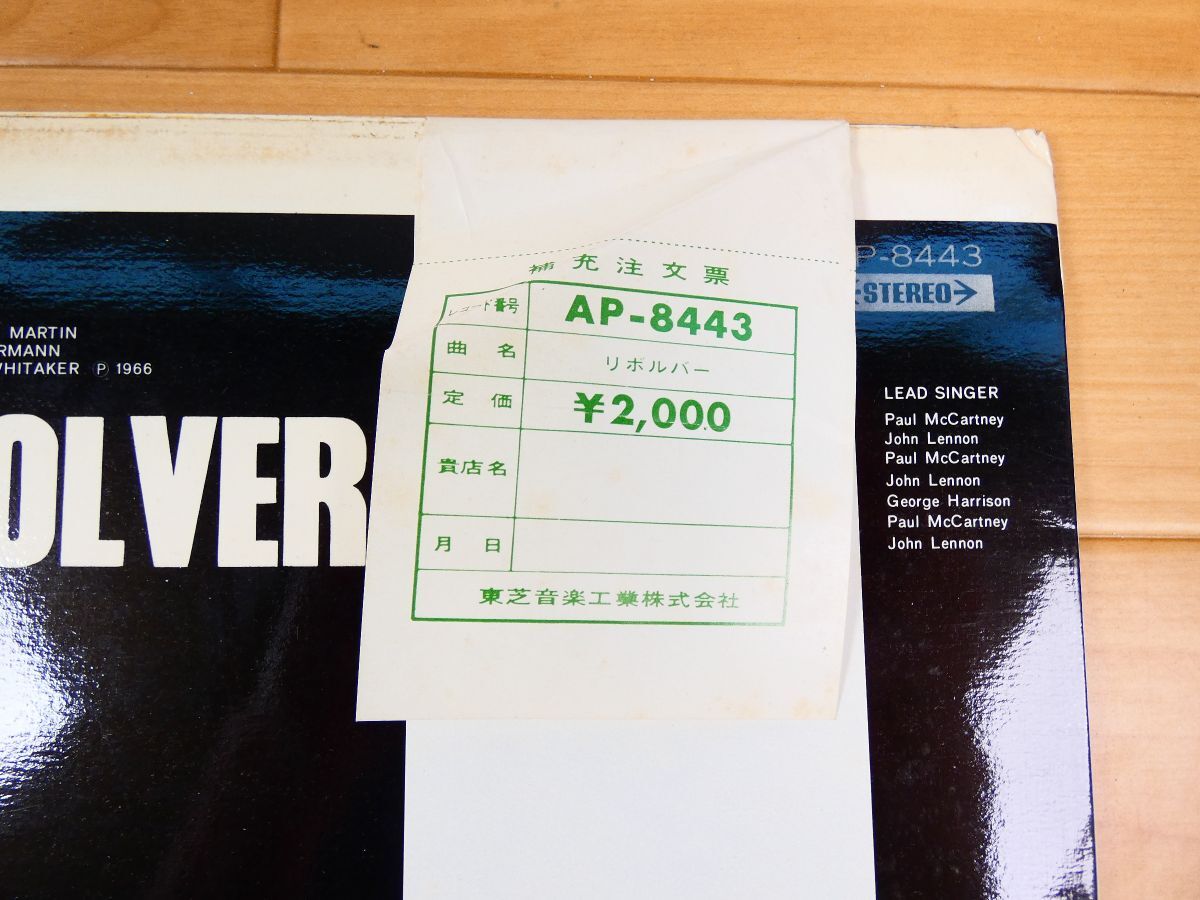 MARTIN
RMANN
WHITAKER Ⓟ 1966
OLVER
補充注文票
レコード番号 AP-8443
曲名 リボルバー
定価 ¥2,000
貴店名
月日
東芝音楽工業株式会社
P-8443
STEREO
LEAD SINGER
Paul McCartney
John Lennon
Paul McCartney
John Lennon
George Harrison
Paul McCartney
John Lennon